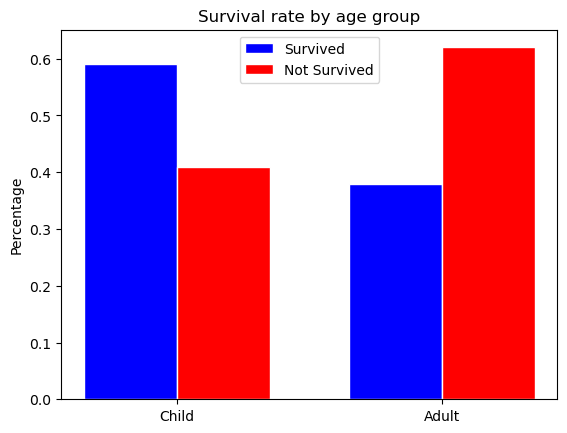 Survival rate by age group
Survived
Not Survived
Percentage
0.6
0.5
0.4
0.3
0.2
0.1
0.0
Child
Adult